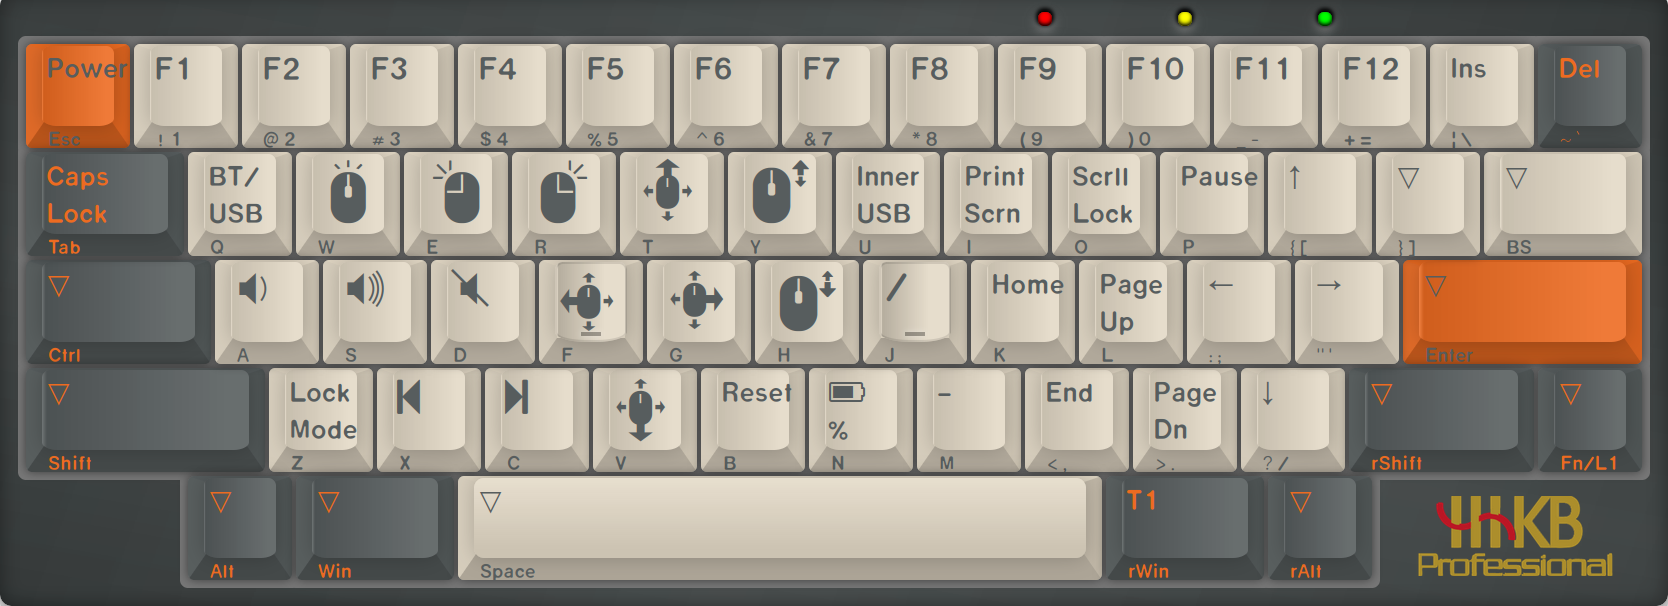 Power F1 F2 F3 F4 F5 F6 F7 F8 F9 F10 F11 F12 Ins Del
Esc ! 1 @ 2 # 3 $ 4 % 5 ^ 6 & 7 * 8 ( 9 ) 0 _ - + = ¦ \ ~ `
Caps BT/ Inner Print Scrll Pause ↑ ▽ ▽
Lock USB USB Scrn Lock
Tab Q W E R T Y U I O P { [ } ] BS
▽ / Home Page ← → ▽
Up
Ctrl A S D F G H J K L : ; " ' Enter
▽ Lock Reset – End Page ↓ ▽ ▽
Mode % Dn
Shift Z X C V B N M < , > . ? / rShift Fn/L1
▽ ▽ ▽ T1 ▽
Alt Win Space rWin rAlt
HHKB
Professional